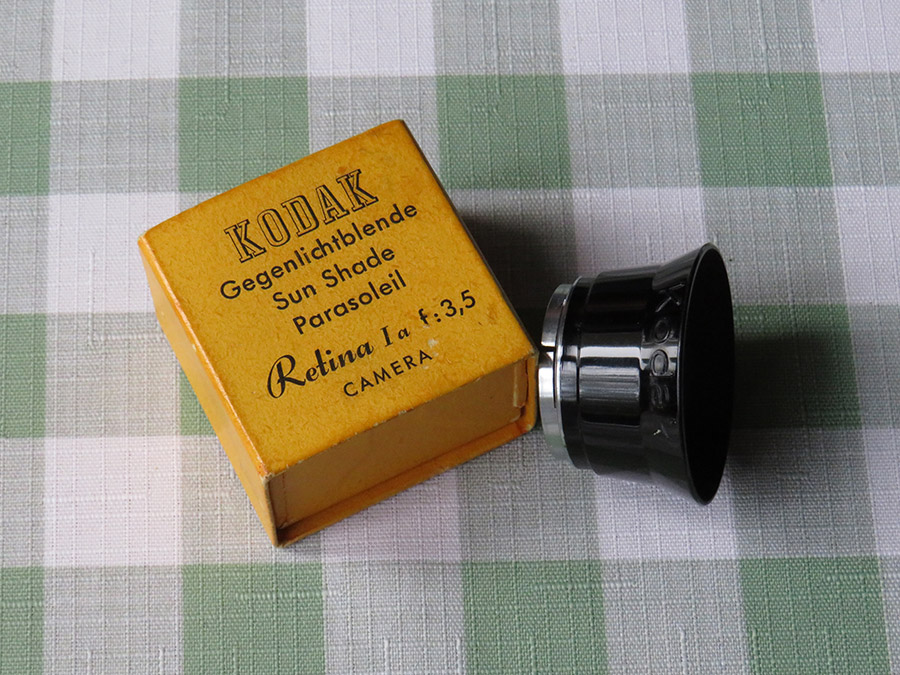 KODAK
Gegenlichtblende
Sun Shade
Parasoleil
Retina Ia f:3,5
CAMERA